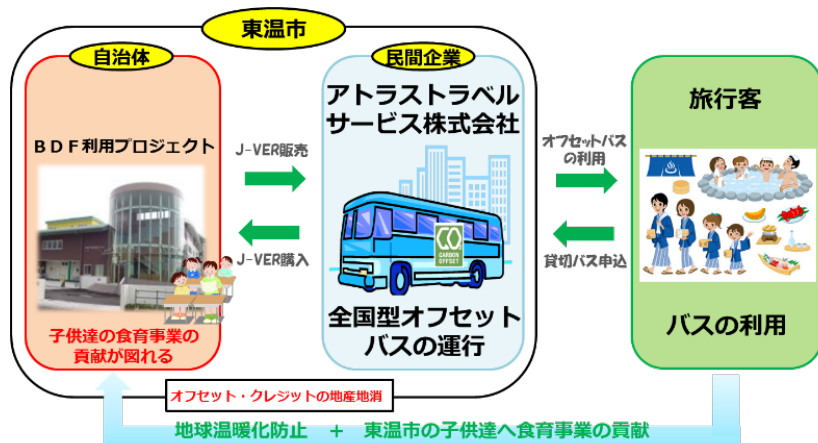 東温市
自治体
BDF利用プロジェクト
子供達の食育事業の
貢献が図れる
J-VER販売
J-VER購入
民間企業
アトラストラベル
サービス株式会社
CARBON
OFFSET
全国型オフセット
バスの運行
オフセットバス
の利用
貸切バス申込
旅行客
バスの利用
オフセット・クレジットの地産地消
地球温暖化防止 + 東温市の子供達へ食育事業の貢献